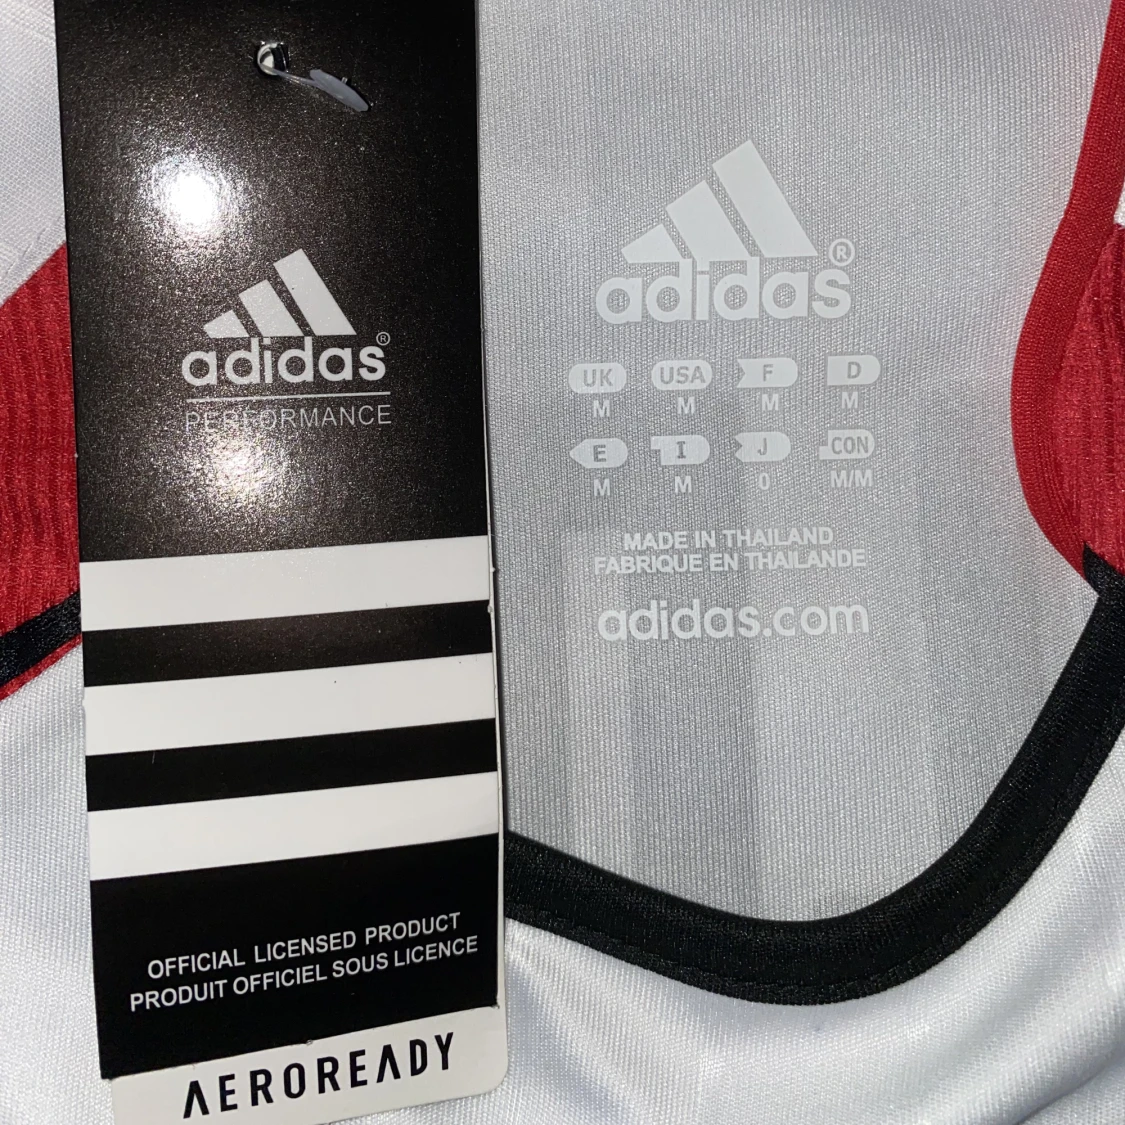 adidas®
PERFORMANCE
OFFICIAL LICENSED PRODUCT
PRODUIT OFFICIEL SOUS LICENCE
AEROREADY
adidas®
UK USA F D
M M M M
E I J CON
M M 0 M/M
MADE IN THAILAND
FABRIQUE EN THAILANDE
adidas.com